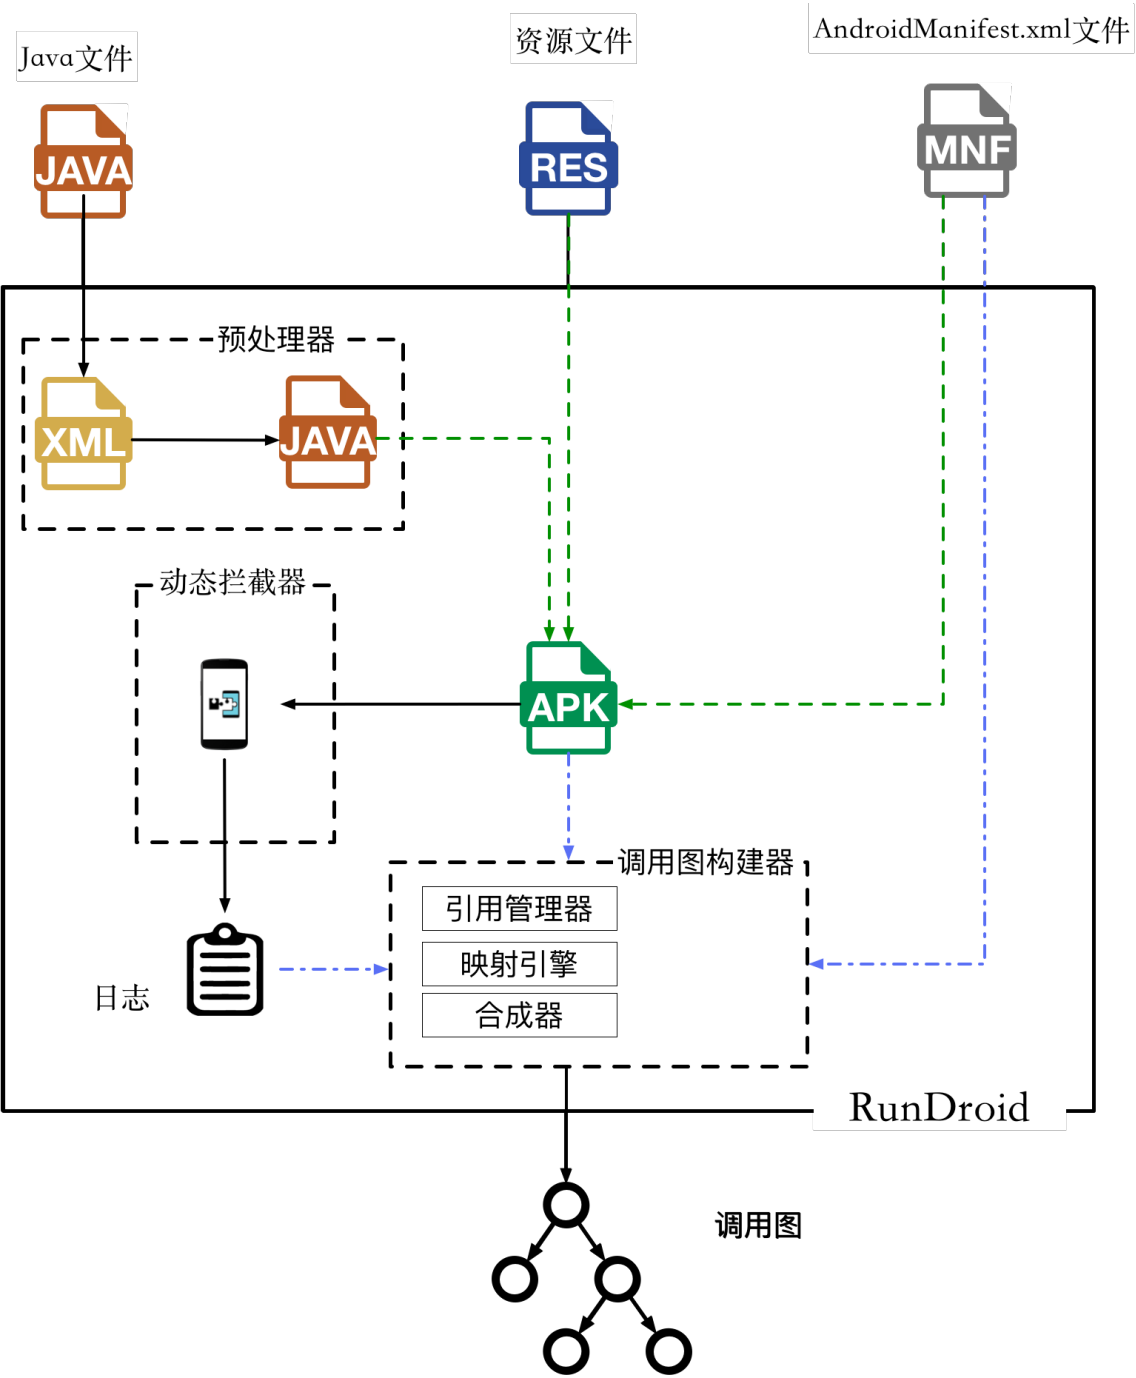 Java文件
资源文件
AndroidManifest.xml文件
JAVA
RES
MNF
预处理器
XML
JAVA
动态拦截器
APK
调用图构建器
引用管理器
映射引擎
合成器
日志
RunDroid
调用图